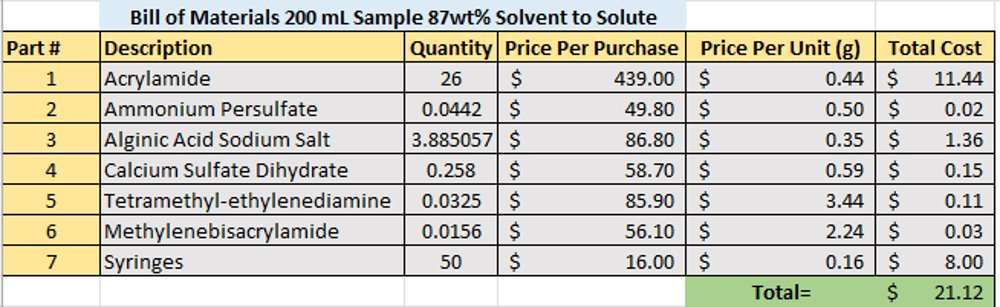 Bill of Materials 200 mL Sample 87wt% Solvent to Solute
Part # Description Quantity Price Per Purchase Price Per Unit (g) Total Cost
1 Acrylamide 26 $ 439.00 $ 0.44 $ 11.44
2 Ammonium Persulfate 0.0442 $ 49.80 $ 0.50 $ 0.02
3 Alginic Acid Sodium Salt 3.885057 $ 86.80 $ 0.35 $ 1.36
4 Calcium Sulfate Dihydrate 0.258 $ 58.70 $ 0.59 $ 0.15
5 Tetramethyl-ethylenediamine 0.0325 $ 85.90 $ 3.44 $ 0.11
6 Methylenebisacrylamide 0.0156 $ 56.10 $ 2.24 $ 0.03
7 Syringes 50 $ 16.00 $ 0.16 $ 8.00
Total= $ 21.12